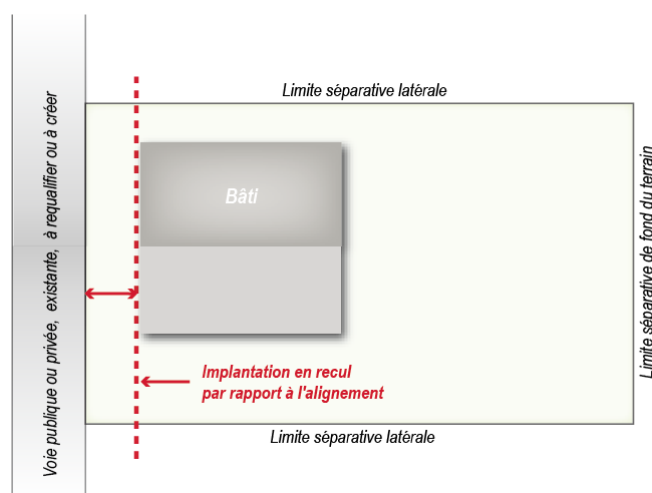 Limite séparative latérale
Voie publique ou privée, existante, à requalifier ou à créer
Bâti
Limite séparative de fond du terrain
Implantation en recul
par rapport à l'alignement
Limite séparative latérale